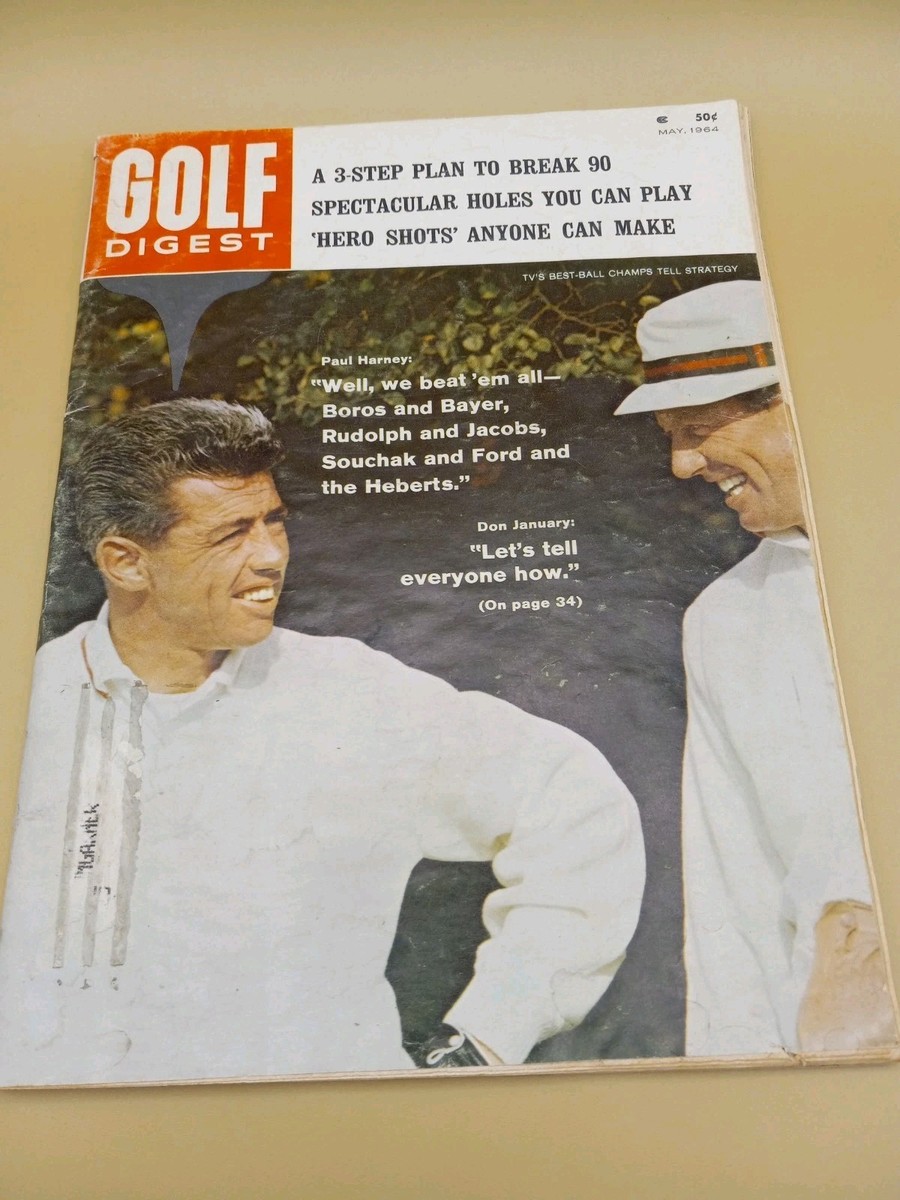 GOLF
DIGEST
50¢
MAY, 1964
A 3-STEP PLAN TO BREAK 90
SPECTACULAR HOLES YOU CAN PLAY
‘HERO SHOTS’ ANYONE CAN MAKE
TV'S BEST-BALL CHAMPS TELL STRATEGY
Paul Harney:
"Well, we beat ’em all—
Boros and Bayer,
Rudolph and Jacobs,
Souchak and Ford and
the Heberts.”
Don January:
"Let’s tell
everyone how.”
(On page 34)